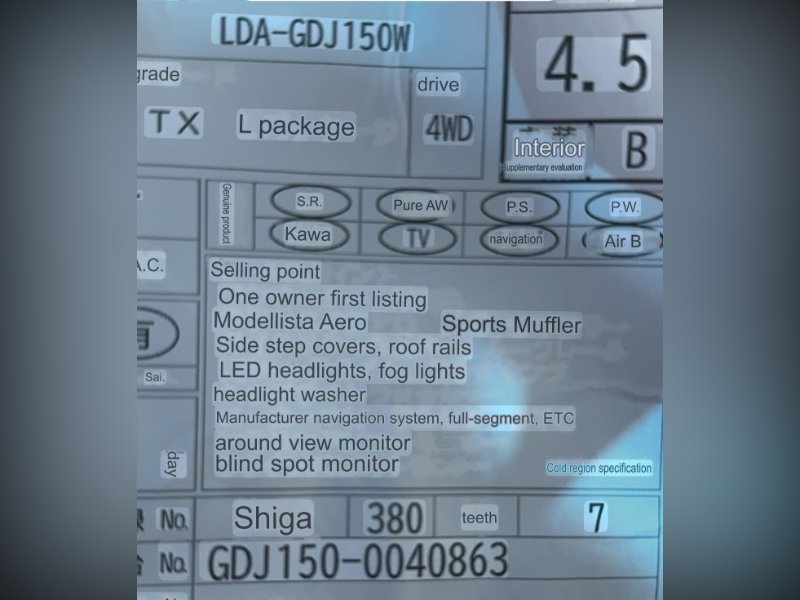 LDA-GDJ150W
grade
drive
4.5
TX L package
4WD
Interior
supplementary evaluation
B
Genuine product
S.R. Pure AW P.S. P.W.
Kawa TV navigation Air B
A.C.
Selling point
One owner first listing
Modellista Aero Sports Muffler
Side step covers, roof rails
LED headlights, fog lights
headlight washer
Sai.
Manufacturer navigation system, full-segment, ETC
around view monitor
blind spot monitor
day
Cold region specification
No. Shiga 380 teeth 7
No. GDJ150-0040863